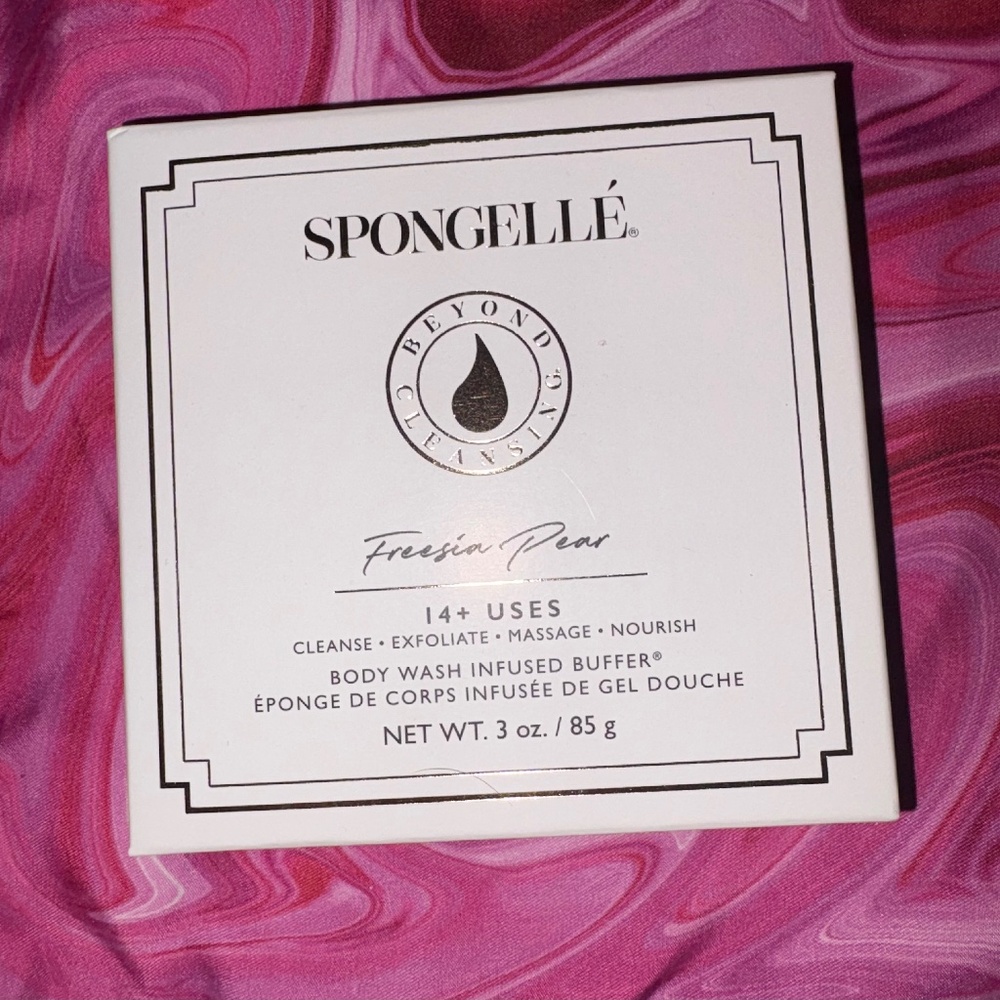 SPONGELLÉ®
BEYOND
CLEANSING
Freesia Pear
14+ USES
CLEANSE • EXFOLIATE • MASSAGE • NOURISH
BODY WASH INFUSED BUFFER®
ÉPONGE DE CORPS INFUSÉE DE GEL DOUCHE
NET WT. 3 oz. / 85 g